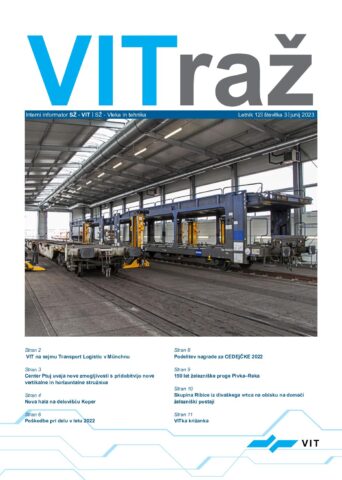 VITraž
Interni informator SŽ - VIT | SŽ - Vleka in tehnika
Letnik 12 | številka 3 | junij 2023
Stran 2
VIT na sejmu Transport Logistic v Münchnu
Stran 3
Center Ptuj uvaja nove zmogljivosti s pridobitvijo nove
vertikalne in horizontalne stružnice
Stran 4
Nova hala na delovišču Koper
Stran 6
Poškodbe pri delu v letu 2022
Stran 8
Podelitev nagrade za CEDEJČKE 2022
Stran 9
150 let železniške proge Pivka–Reka
Stran 10
Skupina Ribice iz divaškega vrtca na obisku na domači
železniški postaji
Stran 11
VITka križanka
VIT